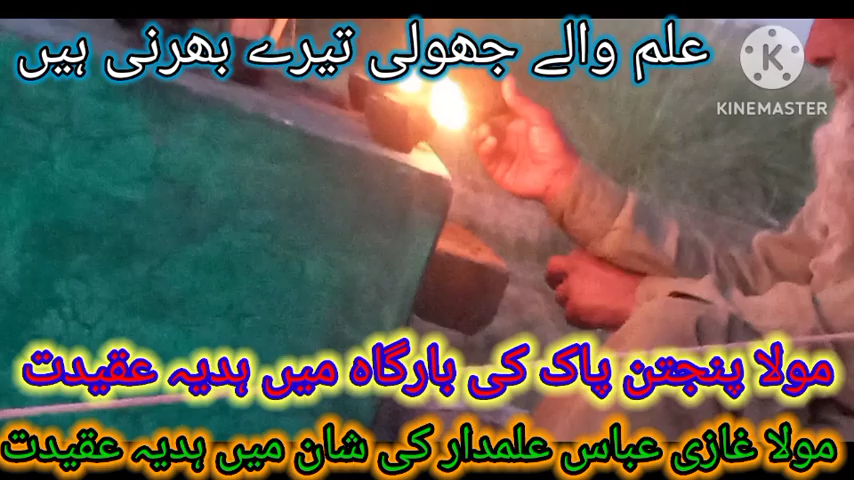 علم والے جھولی تیرے بھرنی ہیں
KINEMASTER
مولا پنجتن پاک کی بارگاہ میں ہدیہ عقیدت
مولا غازی عباس علمدار کی شان میں ہدیہ عقیدت